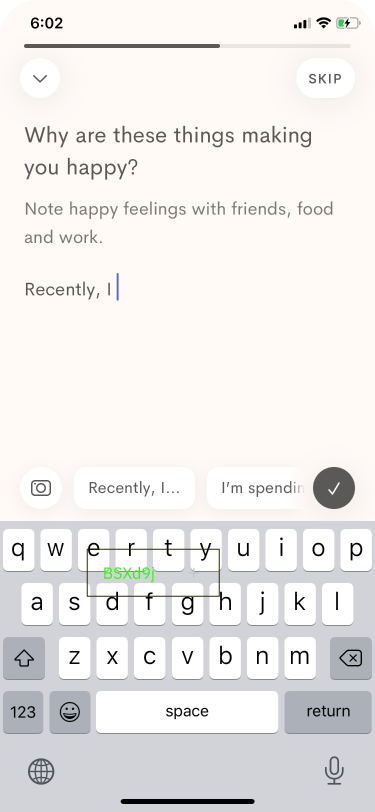 6:02
SKIP
Why are these things making
you happy?
Note happy feelings with friends, food
and work.
Recently, I
Recently, I... I'm spendin
q w e r t y u i o p
BSXd9j
a s d f g h j k l
z x c v b n m
123 space return